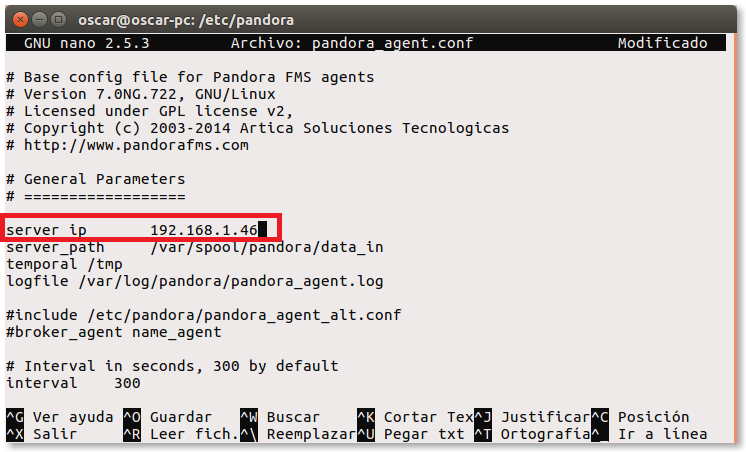 oscar@oscar-pc: /etc/pandora
GNU nano 2.5.3 Archivo: pandora_agent.conf Modificado
# Base config file for Pandora FMS agents
# Version 7.0NG.722, GNU/Linux
# Licensed under GPL license v2,
# Copyright (c) 2003-2014 Artica Soluciones Tecnologicas
# http://www.pandorafms.com
# General Parameters
# ==================
server_ip 192.168.1.46
server_path /var/spool/pandora/data_in
temporal /tmp
logfile /var/log/pandora/pandora_agent.log
#include /etc/pandora/pandora_agent_alt.conf
#broker_agent name_agent
# Interval in seconds, 300 by default
interval 300
^G Ver ayuda ^O Guardar ^W Buscar ^K Cortar Tex ^J Justificar ^C Posición
^X Salir ^R Leer fich. ^\ Reemplazar ^U Pegar txt ^T Ortografía ^_ Ir a línea